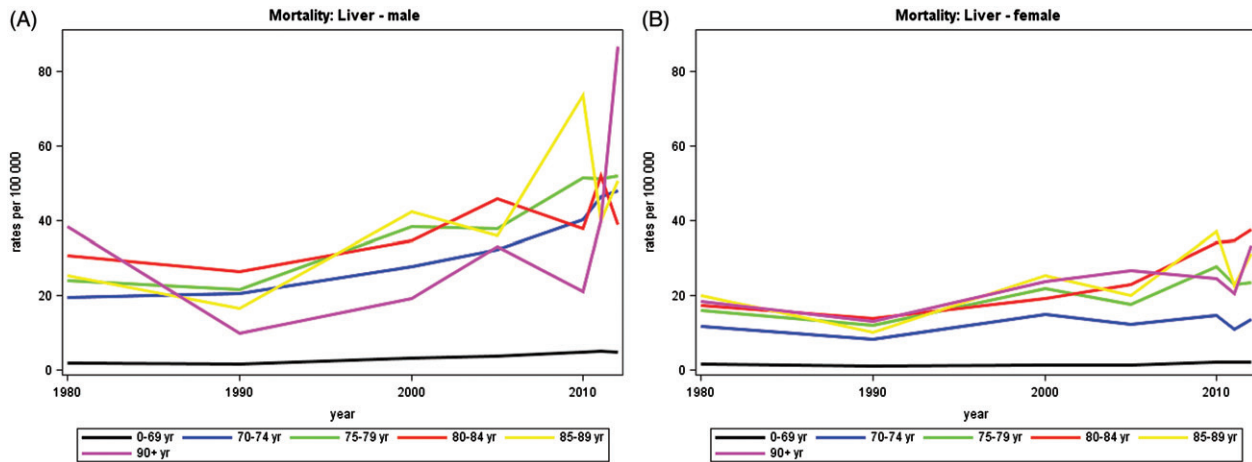 (A)
Mortality: Liver - male
80
60
40
20
0
rates per 100 000
1980
1990
2000
2010
year
0-69 yr 70-74 yr 75-79 yr 80-84 yr 85-89 yr
90+ yr
(B)
Mortality: Liver - female
80
60
40
20
0
rates per 100 000
1980
1990
2000
2010
year
0-69 yr 70-74 yr 75-79 yr 80-84 yr 85-89 yr
90+ yr